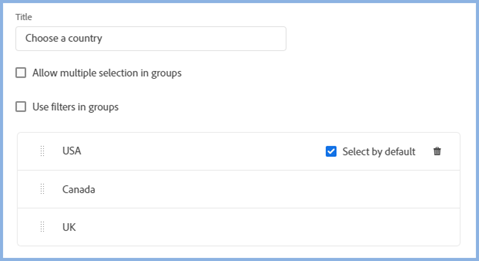 Title
Choose a country
Allow multiple selection in groups
Use filters in groups
USA Select by default
Canada
UK